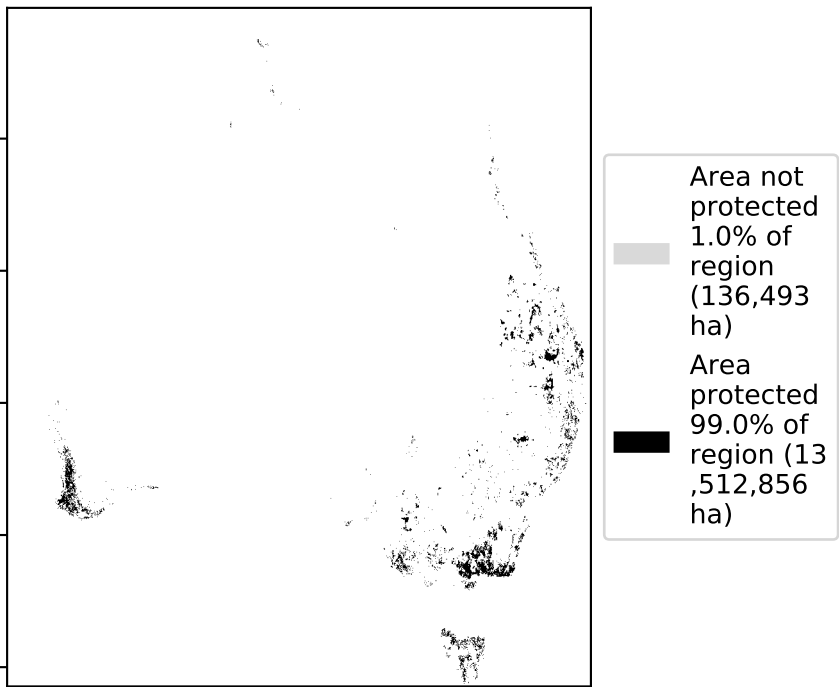 Area not
protected
1.0% of
region
(136,493
ha)
Area
protected
99.0% of
region (13
,512,856
ha)